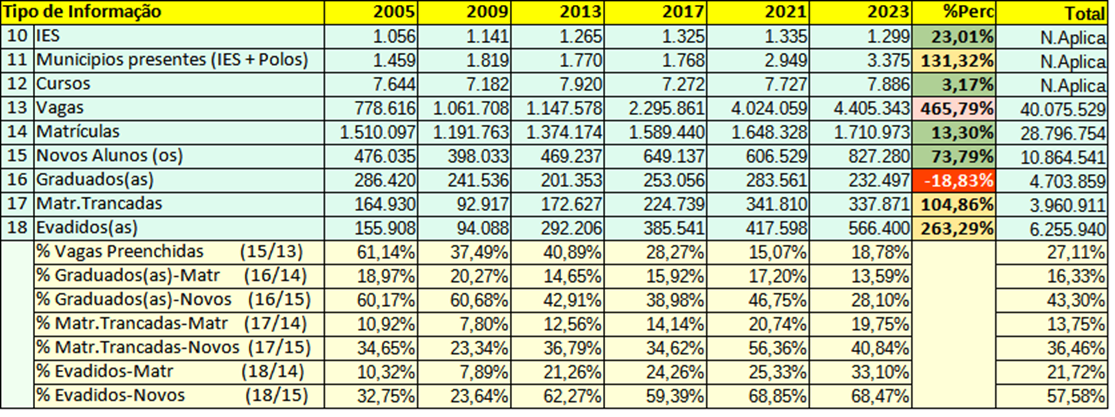 Tipo de Informação 2005 2009 2013 2017 2021 2023 %Perc Total
10 IES 1.056 1.141 1.265 1.325 1.335 1.299 23,01% N.Aplica
11 Municipios presentes (IES + Polos) 1.459 1.819 1.770 1.768 2.949 3.375 131,32% N.Aplica
12 Cursos 7.644 7.182 7.920 7.272 7.727 7.886 3,17% N.Aplica
13 Vagas 778.616 1.061.708 1.147.578 2.295.861 4.024.059 4.405.343 465,79% 40.075.529
14 Matrículas 1.510.097 1.191.763 1.374.174 1.589.440 1.648.328 1.710.973 13,30% 28.796.754
15 Novos Alunos (os) 476.035 398.033 469.237 649.137 606.529 827.280 73,79% 10.864.541
16 Graduados(as) 286.420 241.536 201.353 253.056 283.561 232.497 -18,83% 4.703.859
17 Matr.Trancadas 164.930 92.917 172.627 224.739 341.810 337.871 104,86% 3.960.911
18 Evadidos(as) 155.908 94.088 292.206 385.541 417.598 566.400 263,29% 6.255.940
% Vagas Preenchidas (15/13) 61,14% 37,49% 40,89% 28,27% 15,07% 18,78% 27,11%
% Graduados(as)-Matr (16/14) 18,97% 20,27% 14,65% 15,92% 17,20% 13,59% 16,33%
% Graduados(as)-Novos (16/15) 60,17% 60,68% 42,91% 38,98% 46,75% 28,10% 43,30%
% Matr.Trancadas-Matr (17/14) 10,92% 7,80% 12,56% 14,14% 20,74% 19,75% 13,75%
% Matr.Trancadas-Novos (17/15) 34,65% 23,34% 36,79% 34,62% 56,36% 40,84% 36,46%
% Evadidos-Matr (18/14) 10,32% 7,89% 21,26% 24,26% 25,33% 33,10% 21,72%
% Evadidos-Novos (18/15) 32,75% 23,64% 62,27% 59,39% 68,85% 68,47% 57,58%